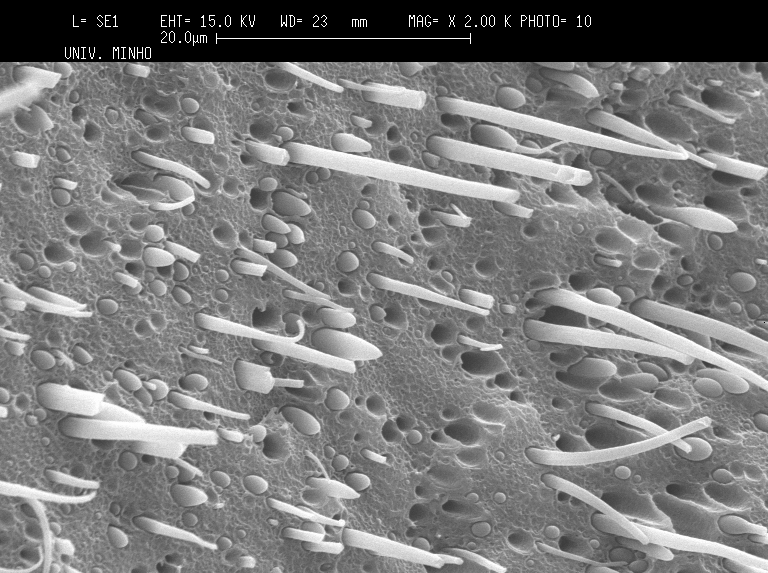 L= SE1 EHT= 15.0 KV WD= 23 mm MAG= X 2.00 K PHOTO= 10
20.0µm
UNIV. MINHO